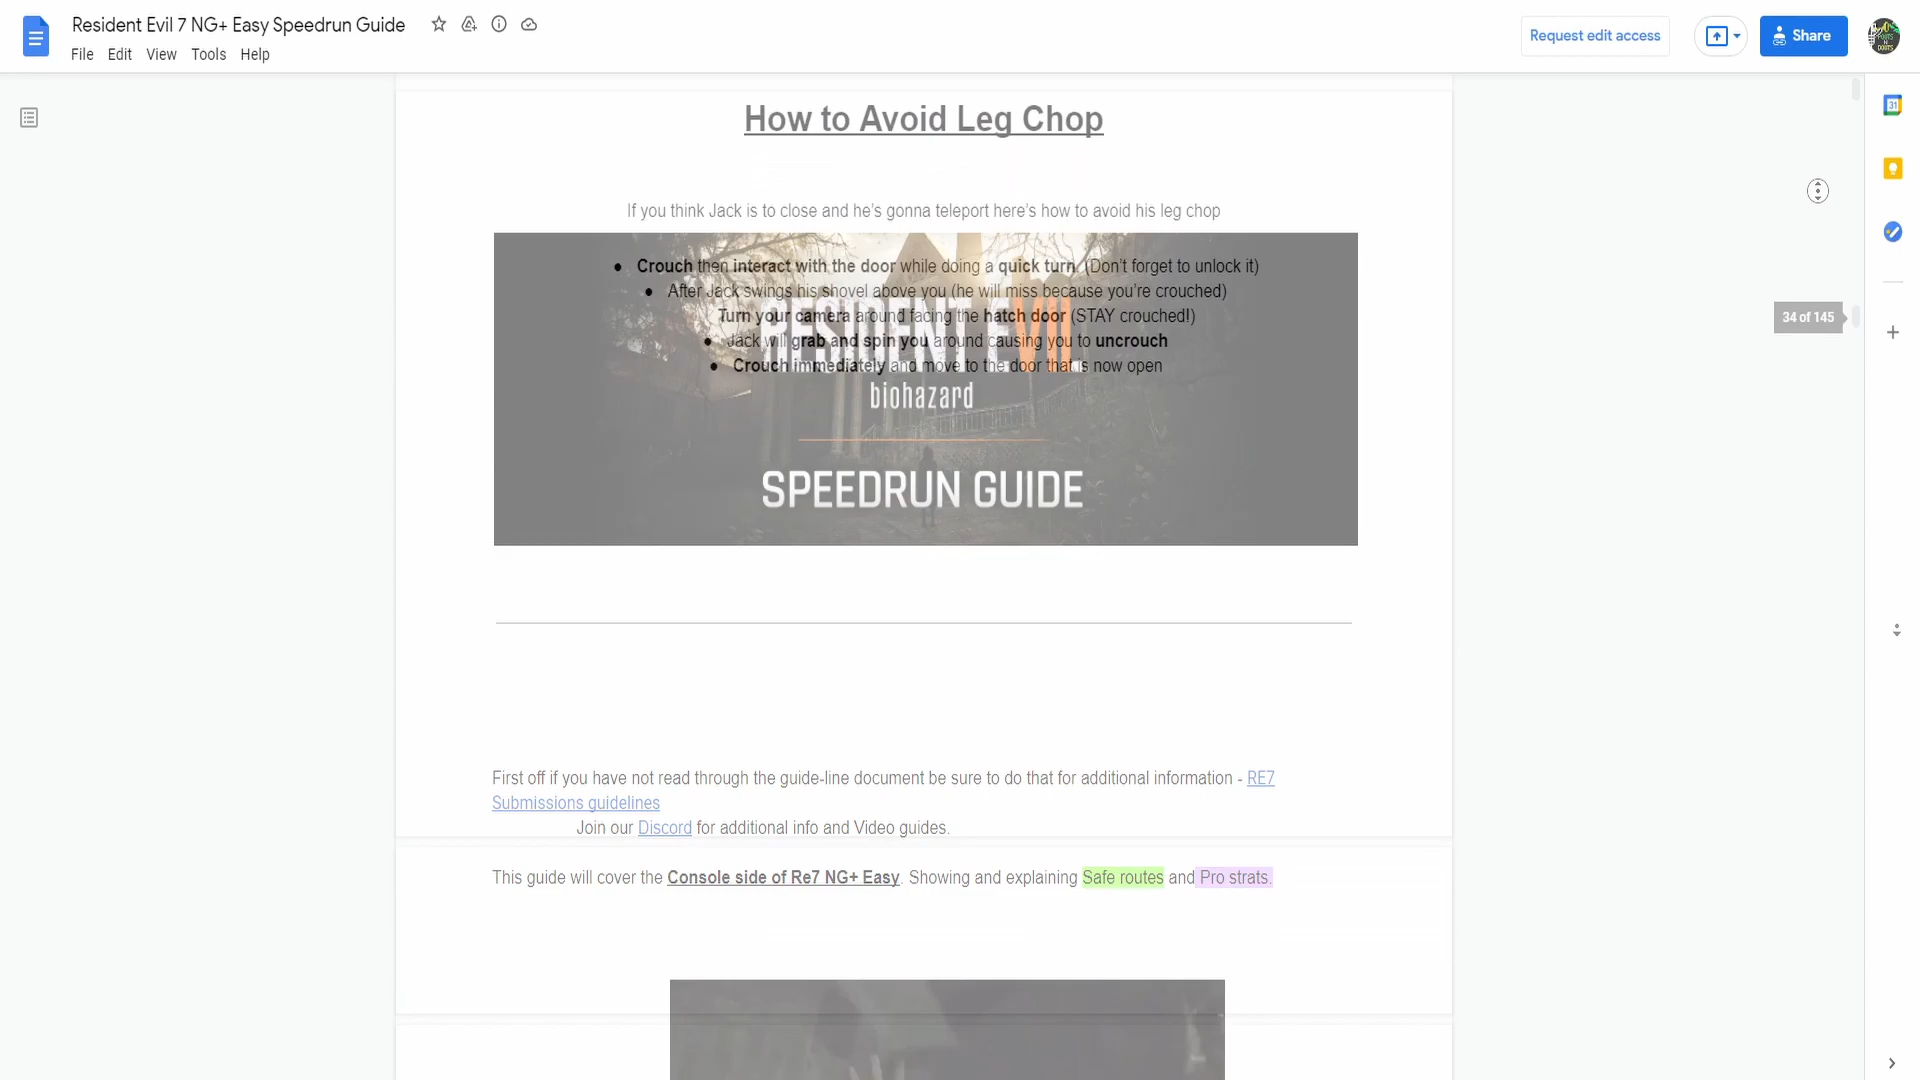 Resident Evil 7 NG+ Easy Speedrun Guide
File Edit View Tools Help
Request edit access
Share
How to Avoid Leg Chop
If you think Jack is to close and he's gonna teleport here's how to avoid his leg chop
● Crouch then interact with the door while doing a quick turn. (Don't forget to unlock it)
● After Jack swings his shovel above you (he will miss because you're crouched)
Turn your camera around facing the hatch door (STAY crouched!)
● Jack will grab and spin you around causing you to uncrouch
● Crouch immediately and move to the door that is now open
RESIDENT EVII
biohazard
SPEEDRUN GUIDE
31
34 of 145
First off if you have not read through the guide-line document be sure to do that for additional information - RE7
Submissions guidelines
Join our Discord for additional info and Video guides.
This guide will cover the Console side of Re7 NG+ Easy. Showing and explaining Safe routes and Pro strats.